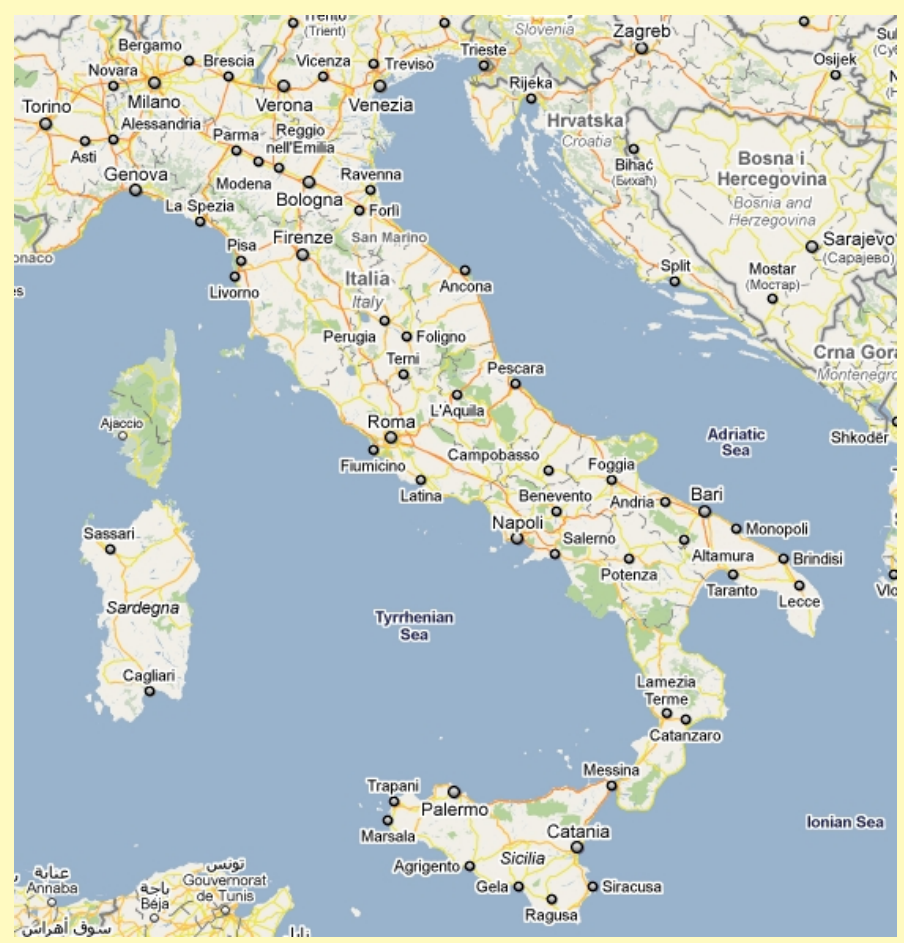 Trento
(Trient)
Slovenia
Zagreb
Bergamo
Brescia
Vicenza
Treviso
Trieste
Osijek
Novara
Milano
Verona
Venezia
Rijeka
Torino
Alessandria
Parma
Reggio
nell'Emilia
Hrvatska
Croatia
Asti
Genova
Modena
Bologna
Ravenna
Bihać
(Бихаћ)
Bosna i
Hercegovina
Bosnia and
Herzegovina
La Spezia
Forlì
Pisa
Firenze
San Marino
Sarajevo
(Сарајево)
onaco
Livorno
Italia
Italy
Ancona
Split
Mostar
(Мостар)
es
Perugia
Foligno
Terni
Pescara
Crna Gora
Montenegro
L'Aquila
Ajaccio
Roma
Fiumicino
Campobasso
Foggia
Adriatic
Sea
Shkodër
Latina
Benevento
Andria
Bari
Napoli
Salerno
Monopoli
Sassari
Altamura
Brindisi
Potenza
Taranto
Lecce
Vlo
Sardegna
Tyrrhenian
Sea
Cagliari
Lamezia
Terme
Catanzaro
Messina
Trapani
Palermo
Marsala
Catania
Ionian Sea
Agrigento
Sicilia
Gela
Siracusa
Ragusa
عنابة
Annaba
باجة
Béja
تونس
Gouvernorat
de Tunis
سوق أهراس